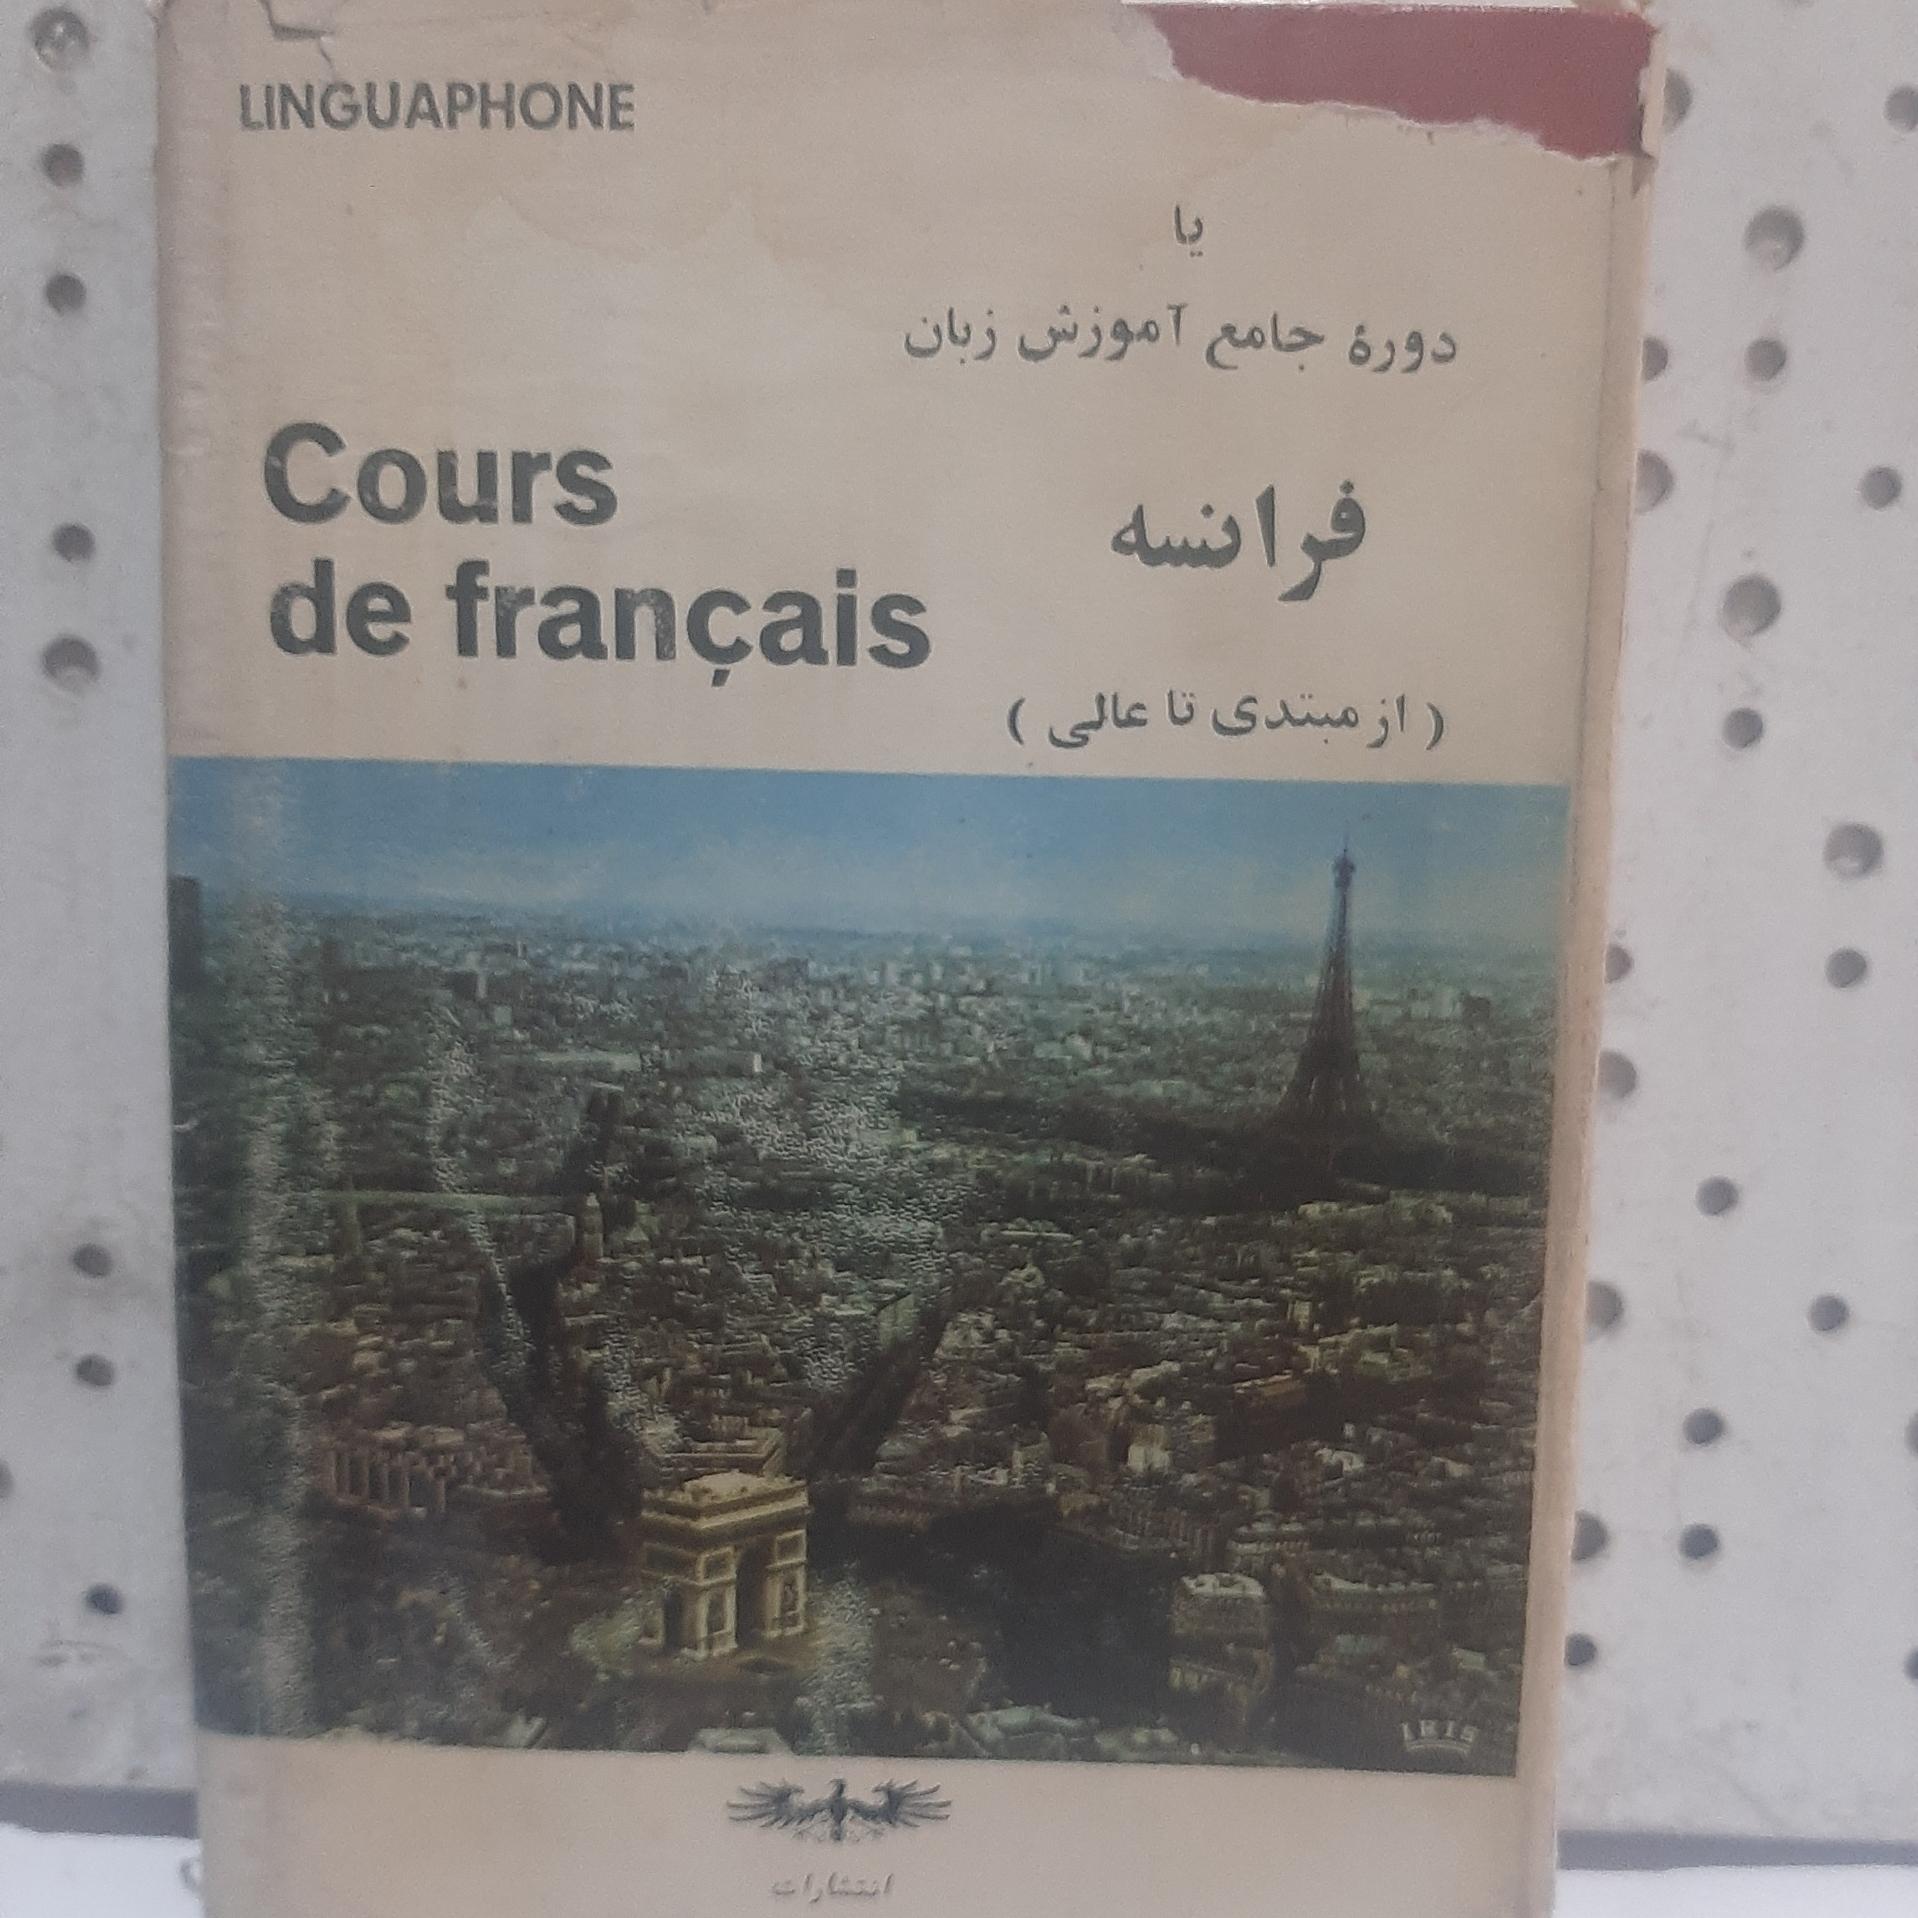 LINGUAPHONE
یا
دورهٔ جامع آموزش زبان
Cours
de français
فرانسه
( از مبتدی تا عالی )
IRIS
انتشارات